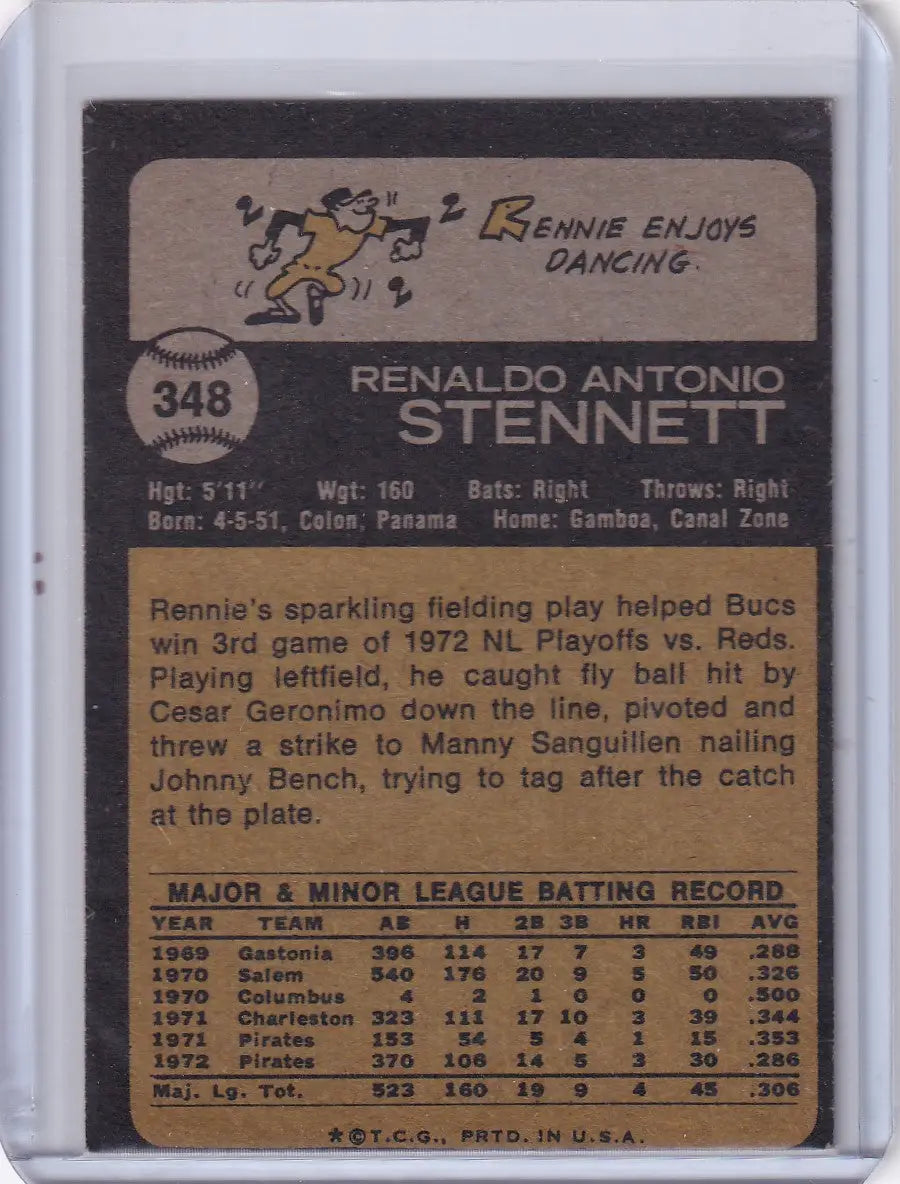 RENNIE ENJOYS
DANCING.
348
RENALDO ANTONIO
STENNETT
Hgt: 5'11" Wgt: 160 Bats: Right Throws: Right
Born: 4-5-51, Colon, Panama Home: Gamboa, Canal Zone
Rennie's sparkling fielding play helped Bucs
win 3rd game of 1972 NL Playoffs vs. Reds.
Playing leftfield, he caught fly ball hit by
Cesar Geronimo down the line, pivoted and
threw a strike to Manny Sanguillen nailing
Johnny Bench, trying to tag after the catch
at the plate.
MAJOR & MINOR LEAGUE BATTING RECORD
YEAR TEAM AB H 2B 3B HR RBI AVG
1969 Gastonia 396 114 17 7 3 49 .288
1970 Salem 540 176 20 9 5 50 .326
1970 Columbus 4 2 1 0 0 0 .500
1971 Charleston 323 111 17 10 3 39 .344
1971 Pirates 153 54 5 4 1 15 .353
1972 Pirates 370 106 14 5 3 30 .286
Maj. Lg. Tot. 523 160 19 9 4 45 .306
★©T.C.G., PRTD. IN U.S.A.